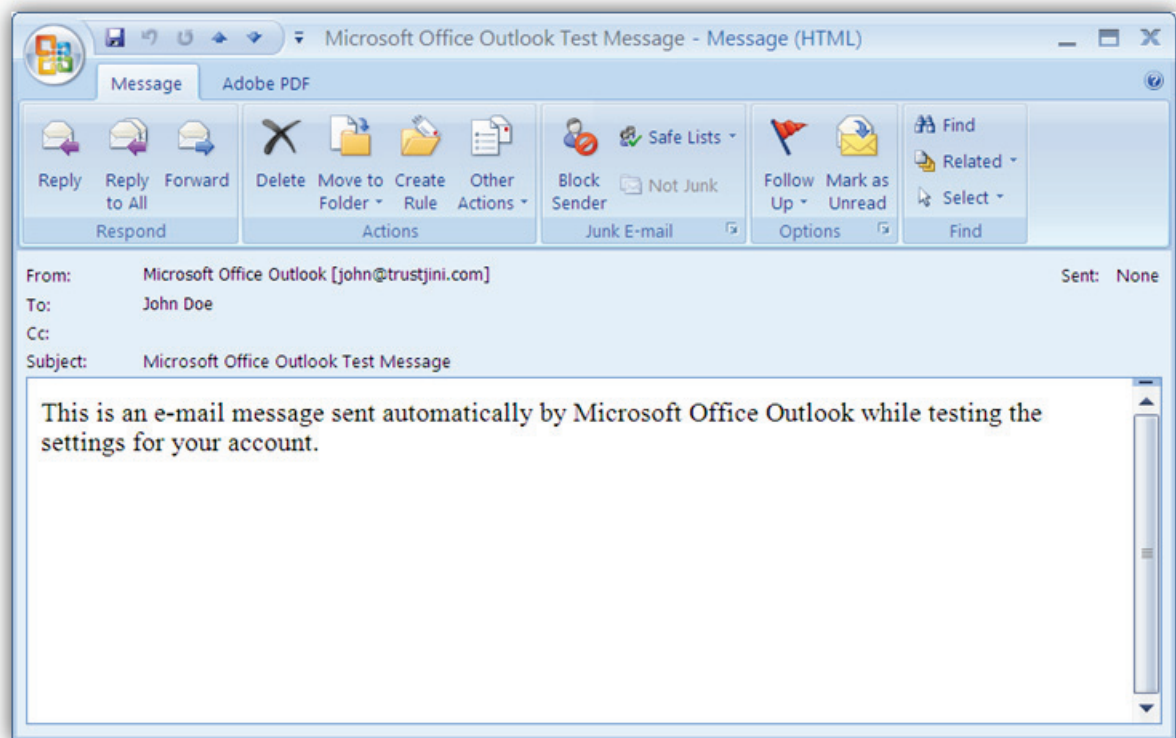 Microsoft Office Outlook Test Message - Message (HTML)
Message Adobe PDF
Reply
Reply to All
Forward
Respond
Delete
Move to Folder
Create Rule
Other Actions
Actions
Block Sender
Safe Lists
Not Junk
Junk E-mail
Follow Up
Mark as Unread
Options
Find
Related
Select
Find
From: Microsoft Office Outlook [john@trustjini.com] Sent: None
To: John Doe
Cc:
Subject: Microsoft Office Outlook Test Message
This is an e-mail message sent automatically by Microsoft Office Outlook while testing the
settings for your account.